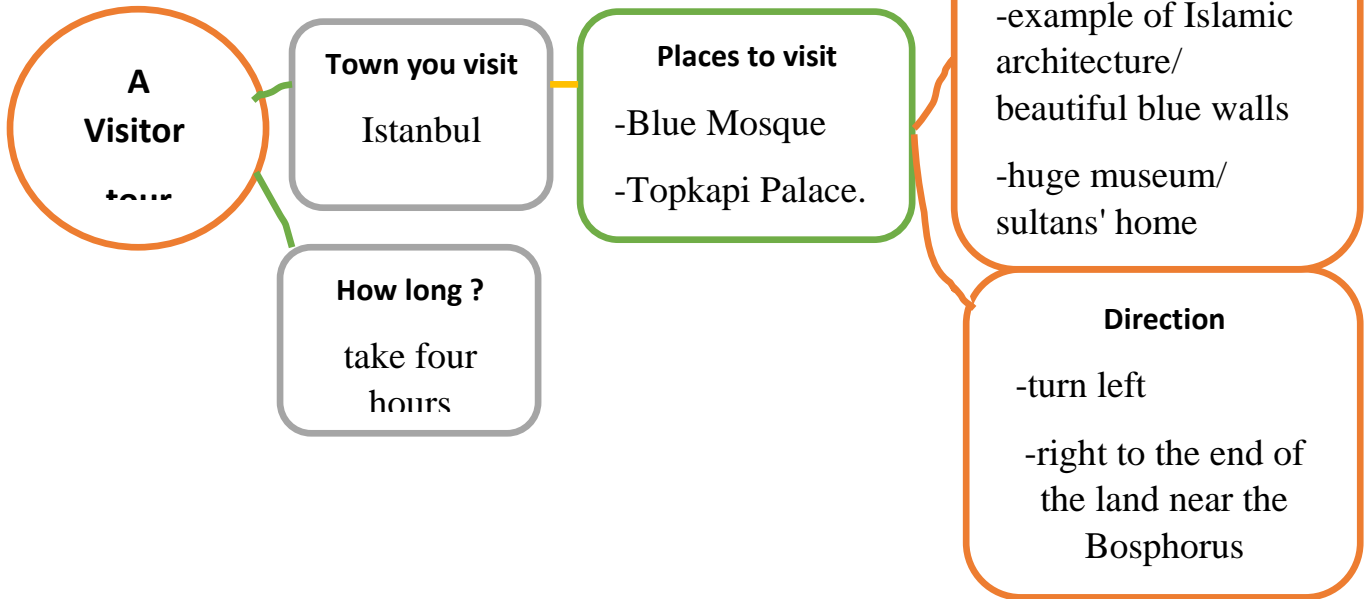 A
Visitor
tour
Town you visit
Istanbul
How long ?
take four
hours
Places to visit
-Blue Mosque
-Topkapi Palace.
-example of Islamic
architecture/
beautiful blue walls
-huge museum/
sultans' home
Direction
-turn left
-right to the end of
the land near the
Bosphorus